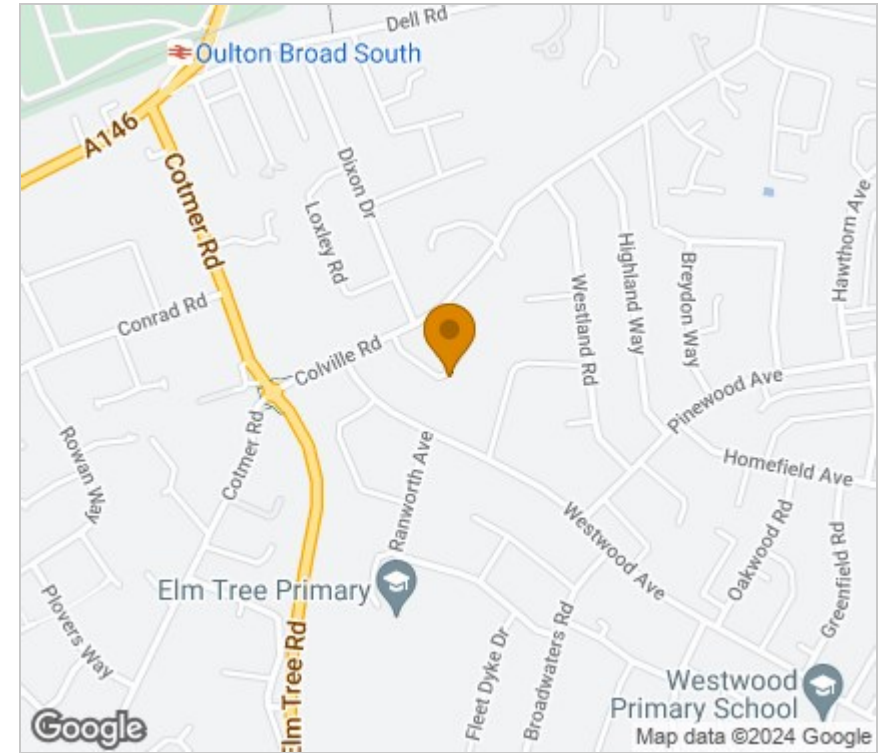 Dell Rd
Oulton Broad South
A146
Cotmer Rd
Dixon Dr
Loxley Rd
Hawthorn Ave
Highland Way
Breydon Way
Westland Rd
Conrad Rd
Colville Rd
Pinewood Ave
Cotmer Rd
Rowan Way
Ranworth Ave
Homefield Ave
Westwood Ave
Oakwood Rd
Greenfield Rd
Elm Tree Primary
Plovers Way
Elm Tree Rd
Fleet Dyke Dr
Broadwaters Rd
Westwood
Primary School
Google
Map data ©2024 Google